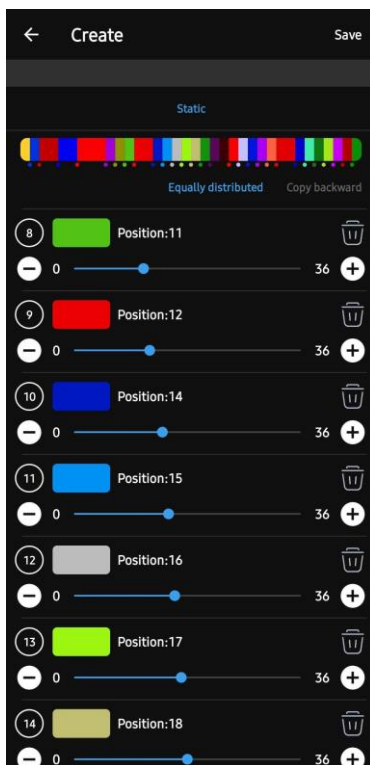 Create Save
Static
Equally distributed Copy backward
8 Position:11
0 36
9 Position:12
0 36
10 Position:14
0 36
11 Position:15
0 36
12 Position:16
0 36
13 Position:17
0 36
14 Position:18
0 36